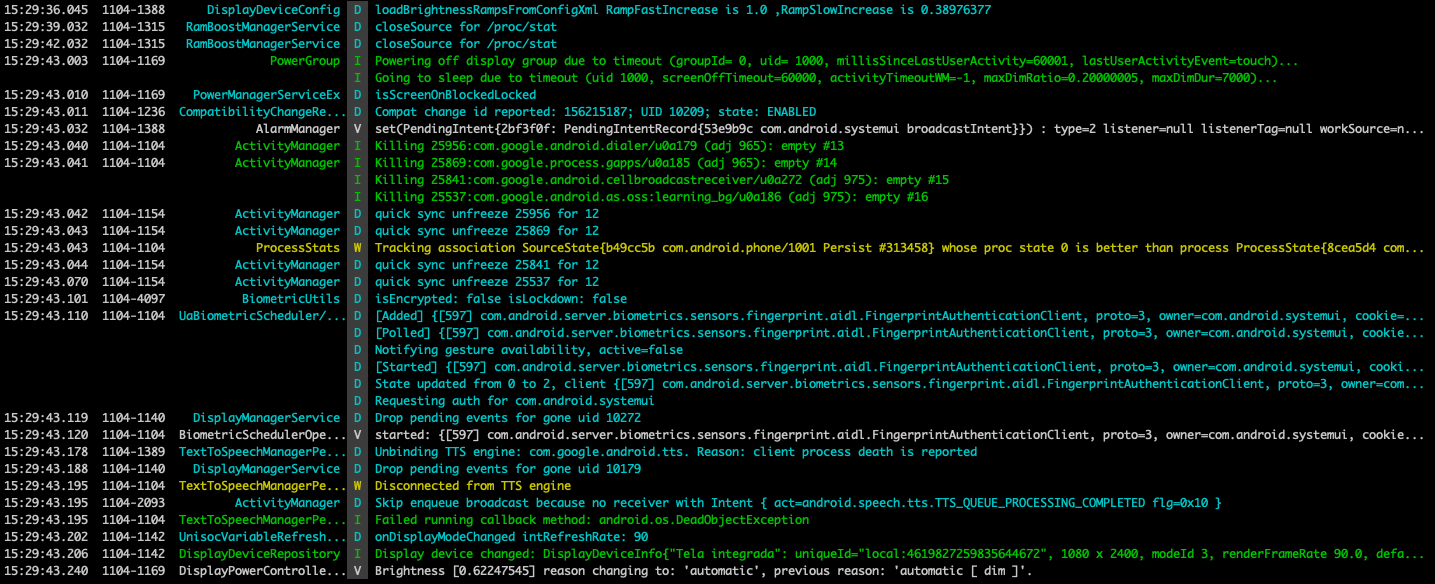 15:29:36.045 1104-1388 DisplayDeviceConfig D loadBrightnessRampsFromConfigXml RampFastIncrease is 1.0 ,RampSlowIncrease is 0.38976377
15:29:39.032 1104-1315 RamBoostManagerService D closeSource for /proc/stat
15:29:42.032 1104-1315 RamBoostManagerService D closeSource for /proc/stat
15:29:43.003 1104-1169 PowerGroup I Powering off display group due to timeout (groupId= 0, uid= 1000, millisSinceLastUserActivity=60001, lastUserActivityEvent=touch)...
I Going to sleep due to timeout (uid 1000, screenOffTimeout=60000, activityTimeoutWM=-1, maxDimRatio=0.20000005, maxDimDur=7000)...
15:29:43.010 1104-1169 PowerManagerServiceEx D isScreenOnBlockedLocked
15:29:43.011 1104-1236 CompatibilityChangeRe... D Compat change id reported: 156215187; UID 10209; state: ENABLED
15:29:43.032 1104-1388 AlarmManager V set(PendingIntent{2bf3f0f: PendingIntentRecord{53e9b9c com.android.systemui broadcastIntent}}) : type=2 listener=null listenerTag=null workSource=n...
15:29:43.040 1104-1104 ActivityManager I Killing 25956:com.google.android.dialer/u0a179 (adj 965): empty #13
15:29:43.041 1104-1104 ActivityManager I Killing 25869:com.google.process.gapps/u0a185 (adj 965): empty #14
I Killing 25841:com.google.android.cellbroadcastreceiver/u0a272 (adj 975): empty #15
I Killing 25537:com.google.android.as.oss:learning_bg/u0a186 (adj 975): empty #16
15:29:43.042 1104-1154 ActivityManager D quick sync unfreeze 25956 for 12
15:29:43.043 1104-1154 ActivityManager D quick sync unfreeze 25869 for 12
15:29:43.043 1104-1104 ProcessStats W Tracking association SourceState{b49cc5b com.android.phone/1001 Persist #313458} whose proc state 0 is better than process ProcessState{8cea5d4 com...
15:29:43.044 1104-1154 ActivityManager D quick sync unfreeze 25841 for 12
15:29:43.070 1104-1154 ActivityManager D quick sync unfreeze 25537 for 12
15:29:43.101 1104-4097 BiometricUtils D isEncrypted: false isLockdown: false
15:29:43.110 1104-1104 UaBiometricScheduler/... D [Added] {[597] com.android.server.biometrics.sensors.fingerprint.aidl.FingerprintAuthenticationClient, proto=3, owner=com.android.systemui, cookie=...
D [Polled] {[597] com.android.server.biometrics.sensors.fingerprint.aidl.FingerprintAuthenticationClient, proto=3, owner=com.android.systemui, cooki...
D Notifying gesture availability, active=false
D [Started] {[597] com.android.server.biometrics.sensors.fingerprint.aidl.FingerprintAuthenticationClient, proto=3, owner=com.android.systemui, cooki...
D State updated from 0 to 2, client {[597] com.android.server.biometrics.sensors.fingerprint.aidl.FingerprintAuthenticationClient, proto=3, owner=com...
D Requesting auth for com.android.systemui
15:29:43.119 1104-1140 DisplayManagerService D Drop pending events for gone uid 10272
15:29:43.120 1104-1104 BiometricSchedulerOpe... V started: {[597] com.android.server.biometrics.sensors.fingerprint.aidl.FingerprintAuthenticationClient, proto=3, owner=com.android.systemui, cookie...
15:29:43.178 1104-1389 TextToSpeechManagerPe... D Unbinding TTS engine: com.google.android.tts. Reason: client process death is reported
15:29:43.188 1104-1140 DisplayManagerService D Drop pending events for gone uid 10179
15:29:43.195 1104-1104 TextToSpeechManagerPe... W Disconnected from TTS engine
15:29:43.195 1104-2093 ActivityManager D Skip enqueue broadcast because no receiver with Intent { act=android.speech.tts.TTS_QUEUE_PROCESSING_COMPLETED flg=0x10 }
15:29:43.195 1104-1104 TextToSpeechManagerPe... I Failed running callback method: android.os.DeadObjectException
15:29:43.202 1104-1142 UnisocVariableRefresh... D onDisplayModeChanged intRefreshRate: 90
15:29:43.206 1104-1142 DisplayDeviceRepository I Display device changed: DisplayDeviceInfo{"Tela integrada": uniqueId="local:4619827259835644672", 1080 x 2400, modeId 3, renderFrameRate 90.0, defa...
15:29:43.240 1104-1169 DisplayPowerControlle... V Brightness [0.62247545] reason changing to: 'automatic', previous reason: 'automatic [ dim ]'.